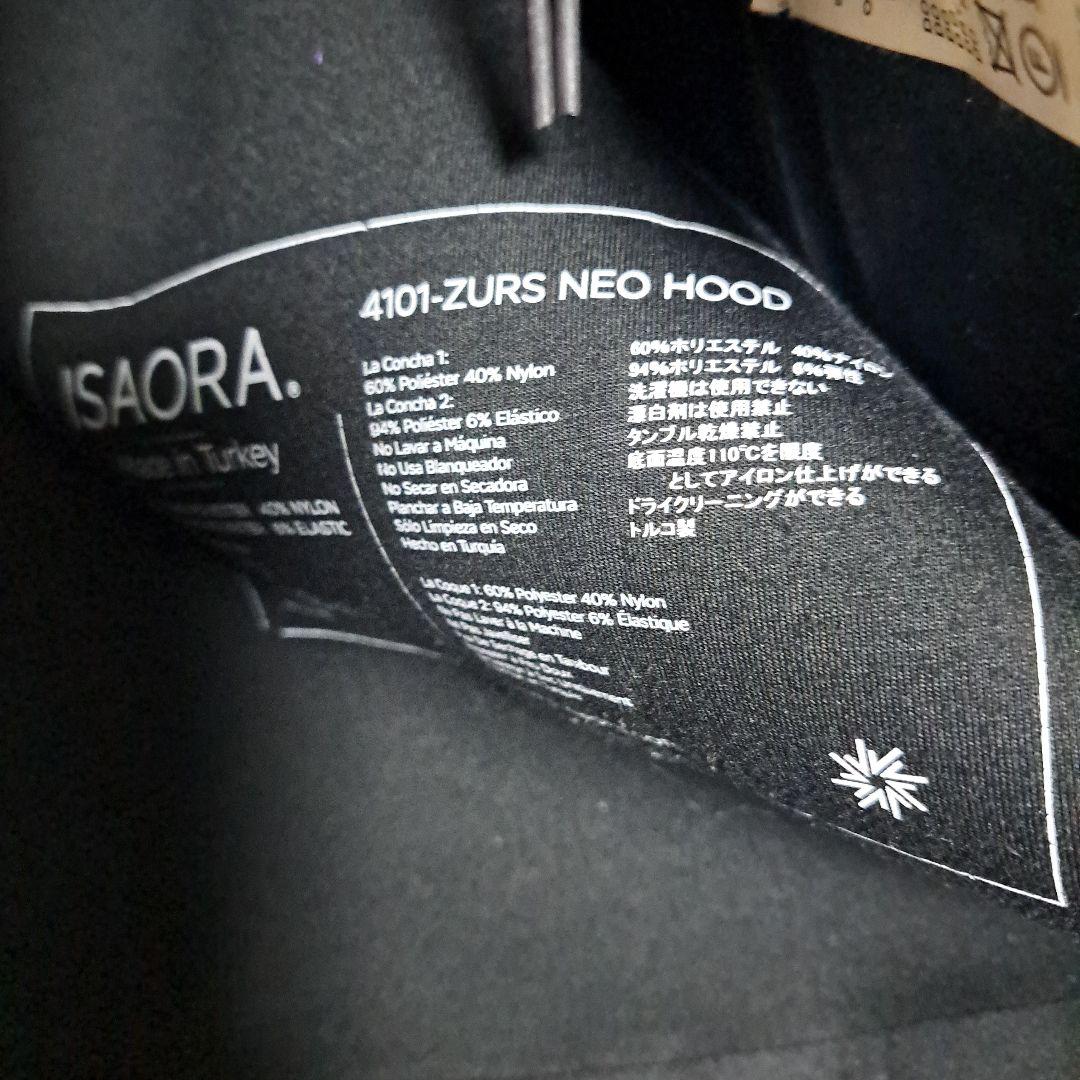 4101-ZURS NEO HOOD
ISAORA.
Made in Turkey
40% NYLON
6% ELASTIC
La Concha 1:
60% Poliéster 40% Nylon
La Concha 2:
94% Poliéster 6% Elástico
No Lavar a Máquina
No Usa Blanqueador
No Secar en Secadora
Planchar a Baja Temperatura
Sólo Limpieza en Seco
Hecho en Turquía
60%ポリエステル 40%ナイロン
94%ポリエステル 6%弾性
洗濯機は使用できない
漂白剤は使用禁止
タンブル乾燥禁止
底面温度110℃を限度
としてアイロン仕上げができる
ドライクリーニングができる
トルコ製
La Coque 1: 60% Polyester 40% Nylon
La Coque 2: 94% Polyester 6% Élastique
Pas Laver à la Machine
en Tambour